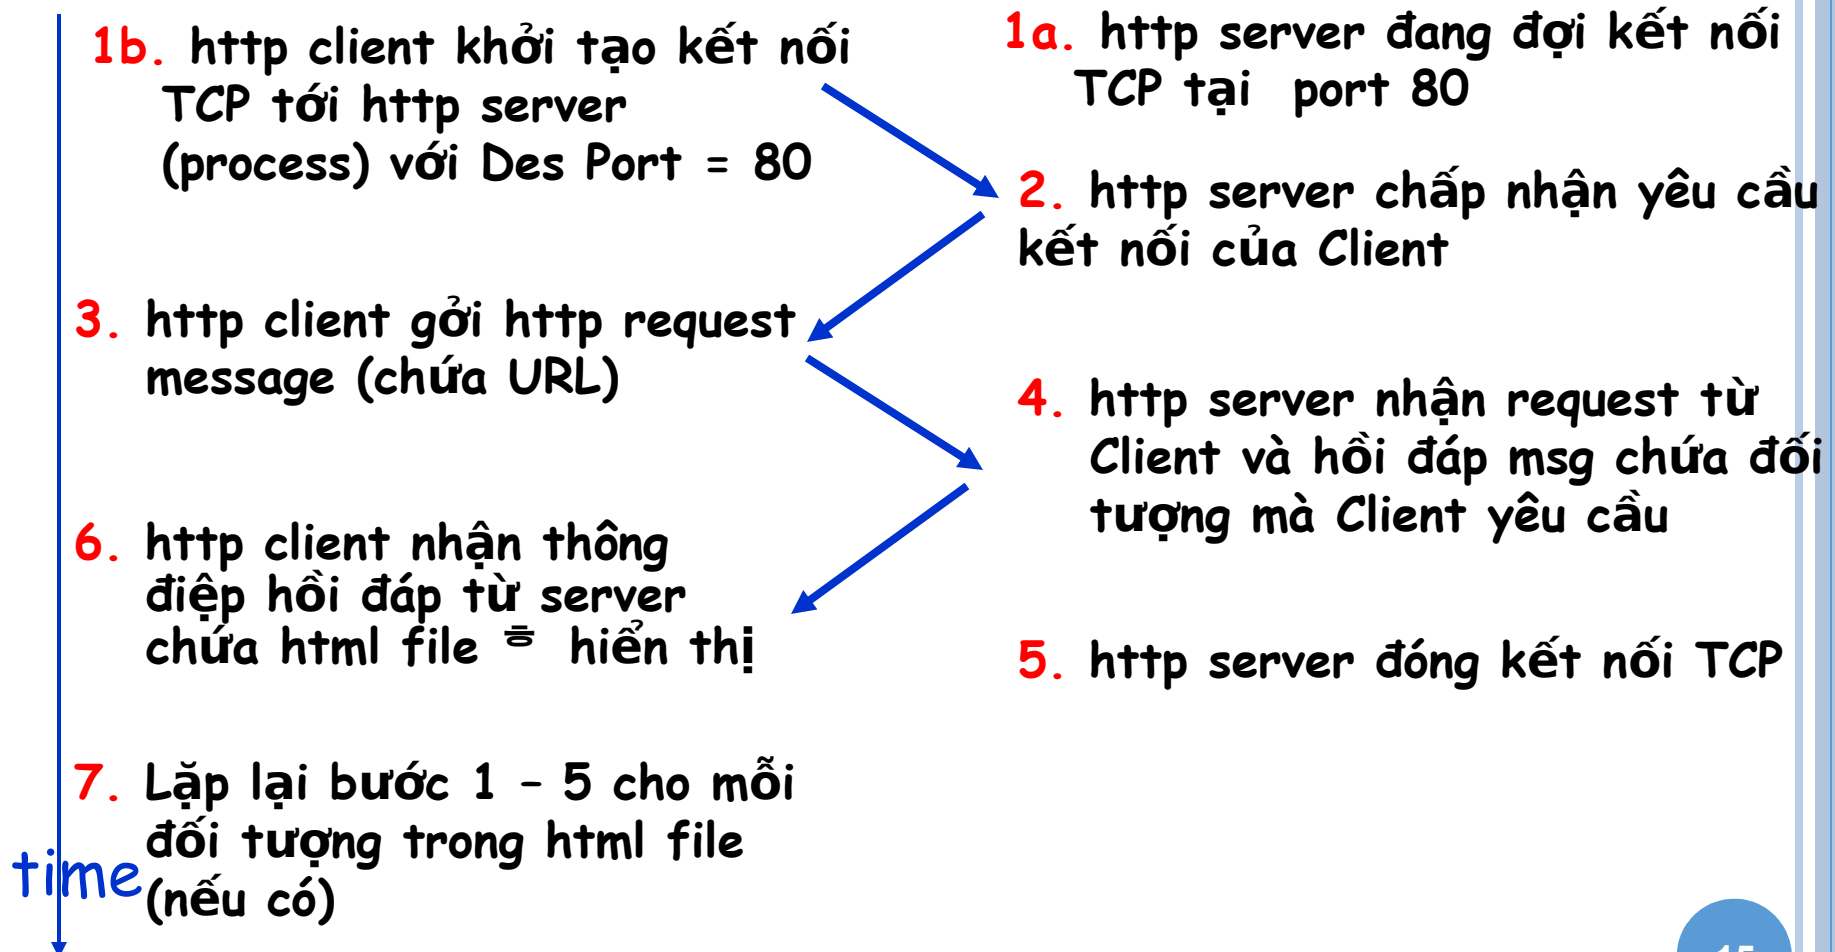 1b. http client khởi tạo kết nối
TCP tới http server
(process) với Des Port = 80
1a. http server đang đợi kết nối
TCP tại port 80
2. http server chấp nhận yêu cầu
kết nối của Client
3. http client gởi http request
message (chứa URL)
4. http server nhận request từ
Client và hồi đáp msg chứa đối
tượng mà Client yêu cầu
6. http client nhận thông
điệp hồi đáp từ server
chứa html file ㅎ hiển thị
5. http server đóng kết nối TCP
7. Lặp lại bước 1 – 5 cho mỗi
đối tượng trong html file
(nếu có)
time